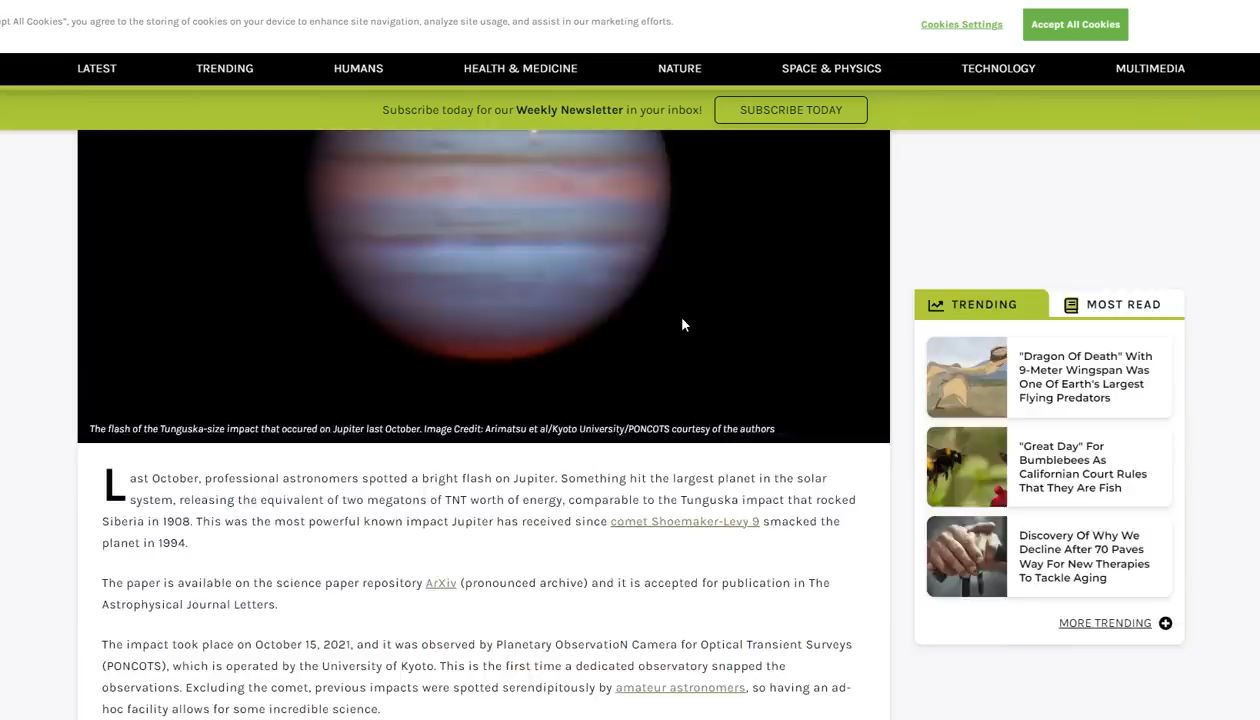 pt All Cookies", you agree to the storing of cookies on your device to enhance site navigation, analyze site usage, and assist in our marketing efforts.
Cookies Settings
Accept All Cookies
LATEST TRENDING HUMANS HEALTH & MEDICINE NATURE SPACE & PHYSICS TECHNOLOGY MULTIMEDIA
Subscribe today for our Weekly Newsletter in your inbox! SUBSCRIBE TODAY
The flash of the Tunguska-size impact that occured on Jupiter last October. Image Credit: Arimatsu et al/Kyoto University/PONCOTS courtesy of the authors
Last October, professional astronomers spotted a bright flash on Jupiter. Something hit the largest planet in the solar
system, releasing the equivalent of two megatons of TNT worth of energy, comparable to the Tunguska impact that rocked
Siberia in 1908. This was the most powerful known impact Jupiter has received since comet Shoemaker-Levy 9 smacked the
planet in 1994.
The paper is available on the science paper repository ArXiv (pronounced archive) and it is accepted for publication in The
Astrophysical Journal Letters.
The impact took place on October 15, 2021, and it was observed by Planetary ObservatioN Camera for Optical Transient Surveys
(PONCOTS), which is operated by the University of Kyoto. This is the first time a dedicated observatory snapped the
observations. Excluding the comet, previous impacts were spotted serendipitously by amateur astronomers, so having an ad-
hoc facility allows for some incredible science.
TRENDING
MOST READ
"Dragon Of Death" With
9-Meter Wingspan Was
One Of Earth's Largest
Flying Predators
"Great Day" For
Bumblebees As
Californian Court Rules
That They Are Fish
Discovery Of Why We
Decline After 70 Paves
Way For New Therapies
To Tackle Aging
MORE TRENDING